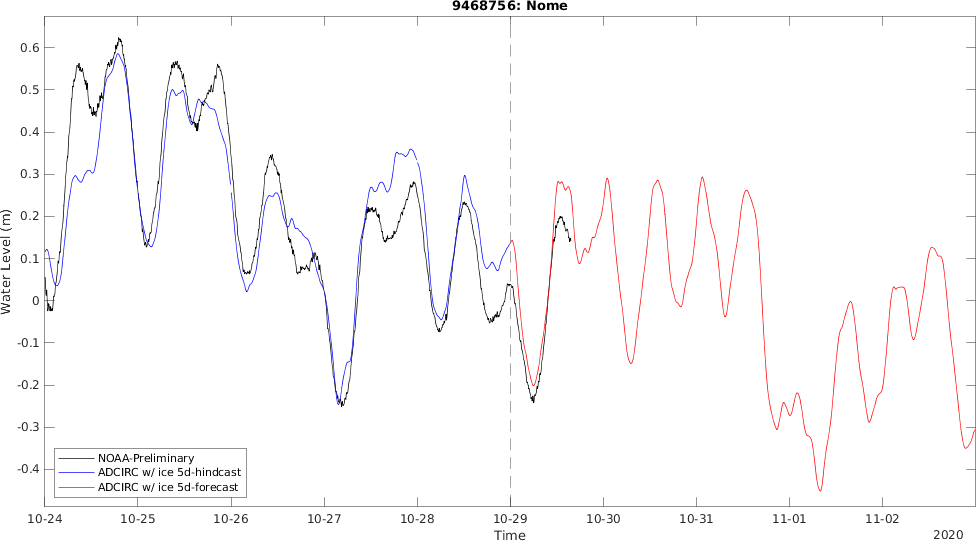 9468756: Nome
Water Level (m)
0.6
0.5
0.4
0.3
0.2
0.1
0
-0.1
-0.2
-0.3
-0.4
NOAA-Preliminary
ADCIRC w/ ice 5d-hindcast
ADCIRC w/ ice 5d-forecast
10-24 10-25 10-26 10-27 10-28 10-29 10-30 10-31 11-01 11-02
Time
2020